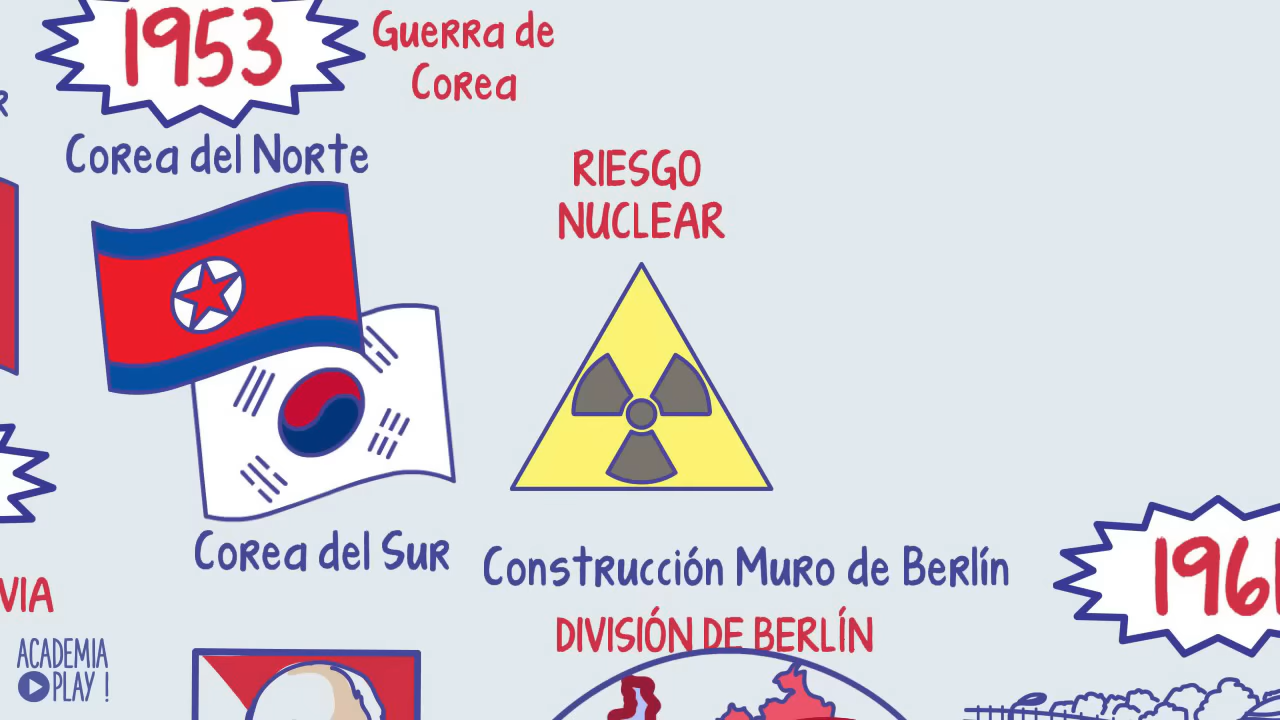 1953
Guerra de
Corea
Corea del Norte
RIESGO
NUCLEAR
Corea del Sur
Construcción Muro de Berlín
1961
DIVISIÓN DE BERLÍN
ACADEMIA
PLAY !